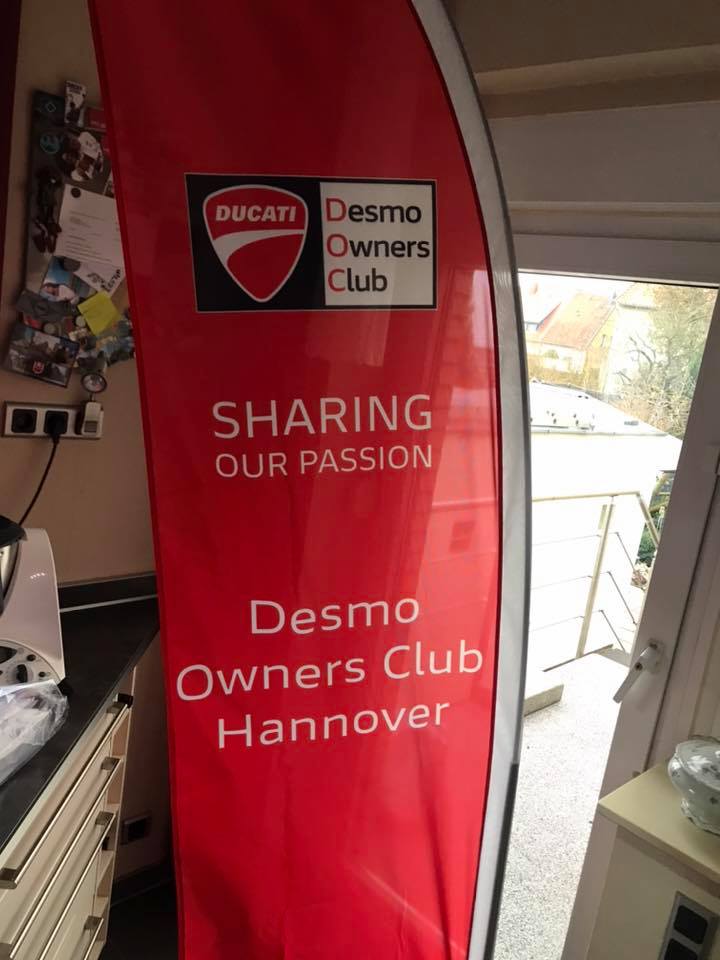 DUCATI
Desmo
Owners
Club
SHARING
OUR PASSION
Desmo
Owners Club
Hannover